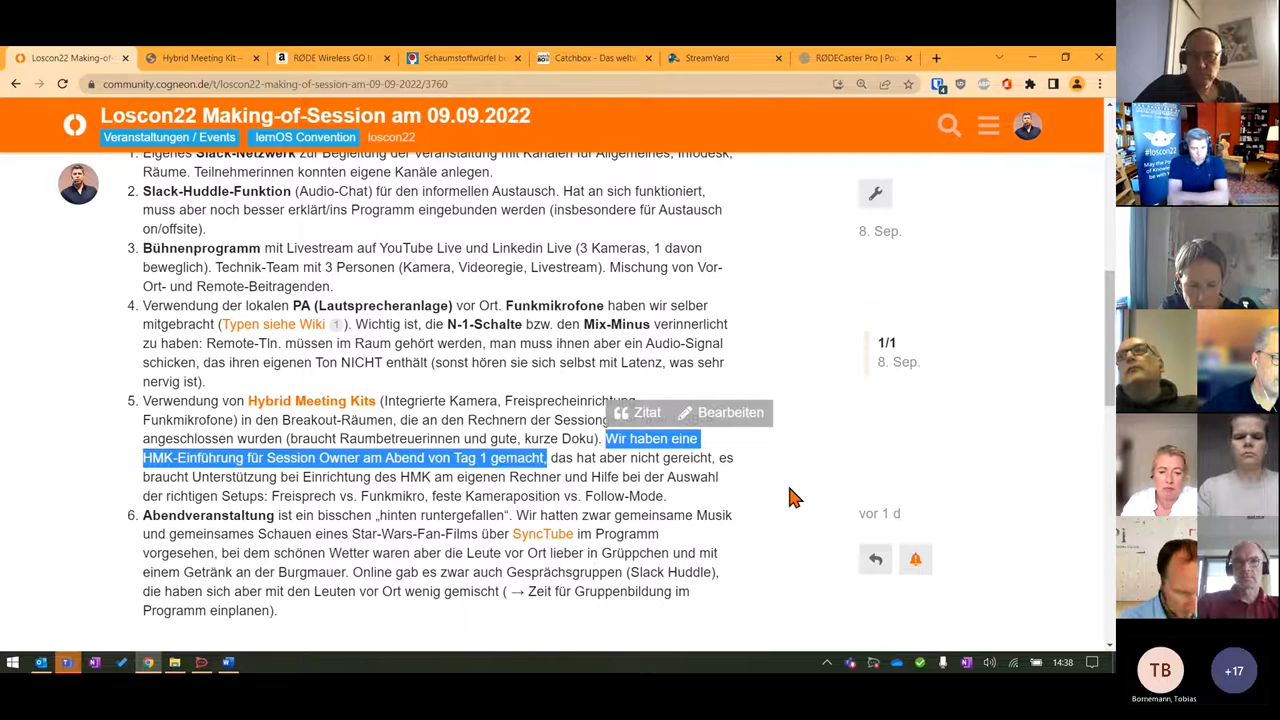 Loscon22 Making-of-
Hybrid Meeting Kit –
RØDE Wireless GO II
Schaumstoffwürfel be
Catchbox - Das weltw
StreamYard
RØDECaster Pro | Poc
community.cogneon.de/t/loscon22-making-of-session-am-09-09-2022/3760
Loscon22 Making-of-Session am 09.09.2022
Veranstaltungen / Events lernOS Convention loscon22
1. Eigenes Slack-Netzwerk zur Begleitung der Veranstaltung mit Kanälen für Allgemeines, Infodesk,
Räume. Teilnehmerinnen konnten eigene Kanäle anlegen.
2. Slack-Huddle-Funktion (Audio-Chat) für den informellen Austausch. Hat an sich funktioniert,
muss aber noch besser erklärt/ins Programm eingebunden werden (insbesondere für Austausch
on/offsite).
3. Bühnenprogramm mit Livestream auf YouTube Live und Linkedin Live (3 Kameras, 1 davon
beweglich). Technik-Team mit 3 Personen (Kamera, Videoregie, Livestream). Mischung von Vor-
Ort- und Remote-Beitragenden.
4. Verwendung der lokalen PA (Lautsprecheranlage) vor Ort. Funkmikrofone haben wir selber
mitgebracht (Typen siehe Wiki 1 ). Wichtig ist, die N-1-Schalte bzw. den Mix-Minus verinnerlicht
zu haben: Remote-Tln. müssen im Raum gehört werden, man muss ihnen aber ein Audio-Signal
schicken, das ihren eigenen Ton NICHT enthält (sonst hören sie sich selbst mit Latenz, was sehr
nervig ist).
5. Verwendung von Hybrid Meeting Kits (Integrierte Kamera, Freisprecheinrichtung,
Funkmikrofone) in den Breakout-Räumen, die an den Rechnern der Session
angeschlossen wurden (braucht Raumbetreuerinnen und gute, kurze Doku). Wir haben eine
HMK-Einführung für Session Owner am Abend von Tag 1 gemacht, das hat aber nicht gereicht, es
braucht Unterstützung bei Einrichtung des HMK am eigenen Rechner und Hilfe bei der Auswahl
der richtigen Setups: Freisprech vs. Funkmikro, feste Kameraposition vs. Follow-Mode.
6. Abendveranstaltung ist ein bisschen „hinten runtergefallen“. Wir hatten zwar gemeinsame Musik
und gemeinsames Schauen eines Star-Wars-Fan-Films über SyncTube im Programm
vorgesehen, bei dem schönen Wetter waren aber die Leute vor Ort lieber in Grüppchen und mit
einem Getränk an der Burgmauer. Online gab es zwar auch Gesprächsgruppen (Slack Huddle),
die haben sich aber mit den Leuten vor Ort wenig gemischt ( → Zeit für Gruppenbildung im
Programm einplanen).
Zitat Bearbeiten
8. Sep.
1/1
8. Sep.
vor 1 d
14:38
#loscon22
TB
Bornemann, Tobias
+17